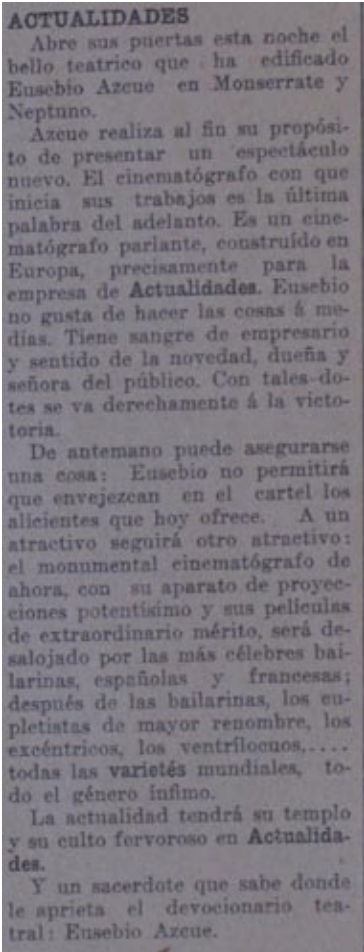 ACTUALIDADES
Abre sus puertas esta noche el
bello teatrico que ha edificado
Eusebio Azcue en Monserrate y
Neptuno.
Azcue realiza al fin su propósi-
to de presentar un espectáculo
nuevo. El cinematógrafo con que
inicia sus trabajos es la última
palabra del adelanto. Es un cine-
matógrafo parlante, construído en
Europa, precisamente para la
empresa de Actualidades. Eusebio
no gusta de hacer las cosas á me-
dias. Tiene sangre de empresario
y sentido de la novedad, dueña y
señora del público. Con tales do-
tes se va derechamente á la victo-
toria.
De antemano puede asegurarse
una cosa: Eusebio no permitirá
que envejezcan en el cartel los
alicientes que hoy ofrece. A un
atractivo seguirá otro atractivo:
el monumental cinematógrafo de
ahora, con su aparato de proyec-
ciones potentísimo y sus películas
de extraordinario mérito, será de-
salojado por las más célebres bai-
larinas, españolas y francesas;
después de las bailarinas, los cu-
pletistas de mayor renombre, los
excéntricos, los ventrílocuos,....
todas las varietés mundiales, to-
do el género ínfimo.
La actualidad tendrá su templo
y su culto fervoroso en Actualida-
des.
Y un sacerdote que sabe donde
le aprieta el devocionario tea-
tral: Eusebio Azcue.